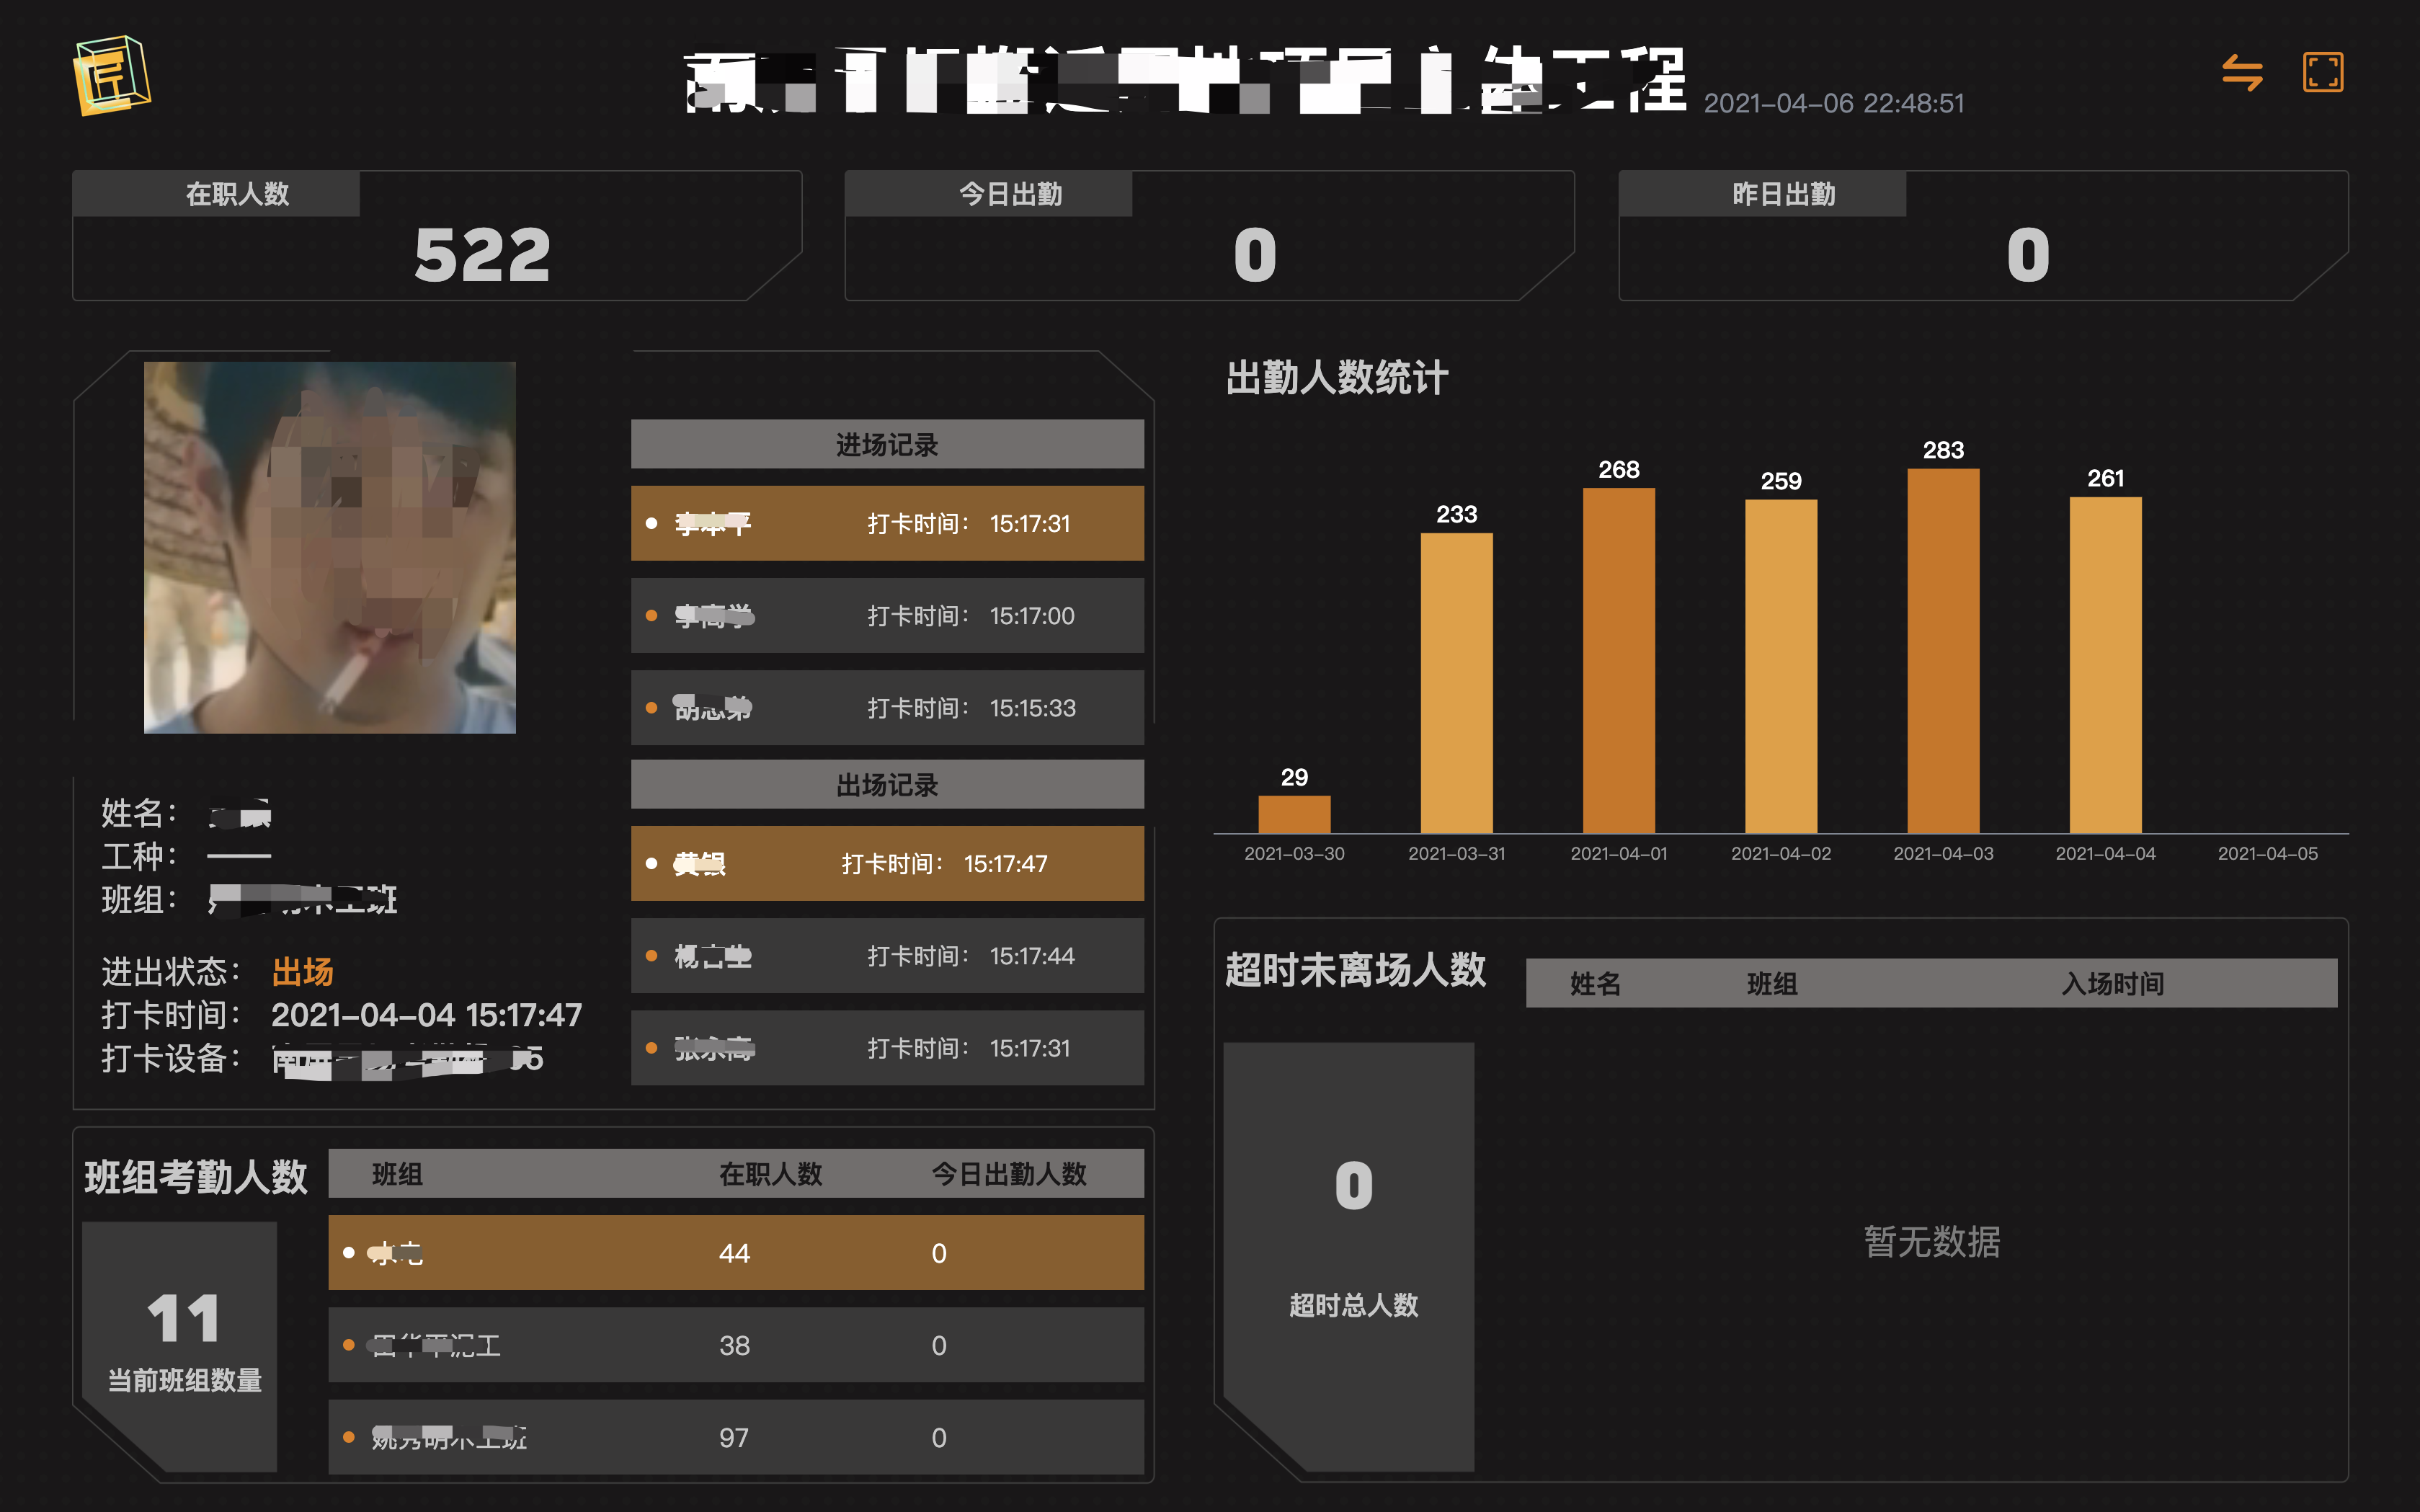 匠
工程
2021-04-06 22:48:51
在职人数
522
今日出勤
0
昨日出勤
0
进场记录
打卡时间： 15:17:31
打卡时间： 15:17:00
打卡时间： 15:15:33
出场记录
打卡时间： 15:17:47
打卡时间： 15:17:44
打卡时间： 15:17:31
姓名：
工种：
班组：
进出状态： 出场
打卡时间： 2021-04-04 15:17:47
打卡设备：
出勤人数统计
29
233
268
259
283
261
2021-03-30
2021-03-31
2021-04-01
2021-04-02
2021-04-03
2021-04-04
2021-04-05
班组考勤人数
11
当前班组数量
班组 在职人数 今日出勤人数
44 0
泥工 38 0
97 0
超时未离场人数
姓名 班组 入场时间
0
超时总人数
暂无数据